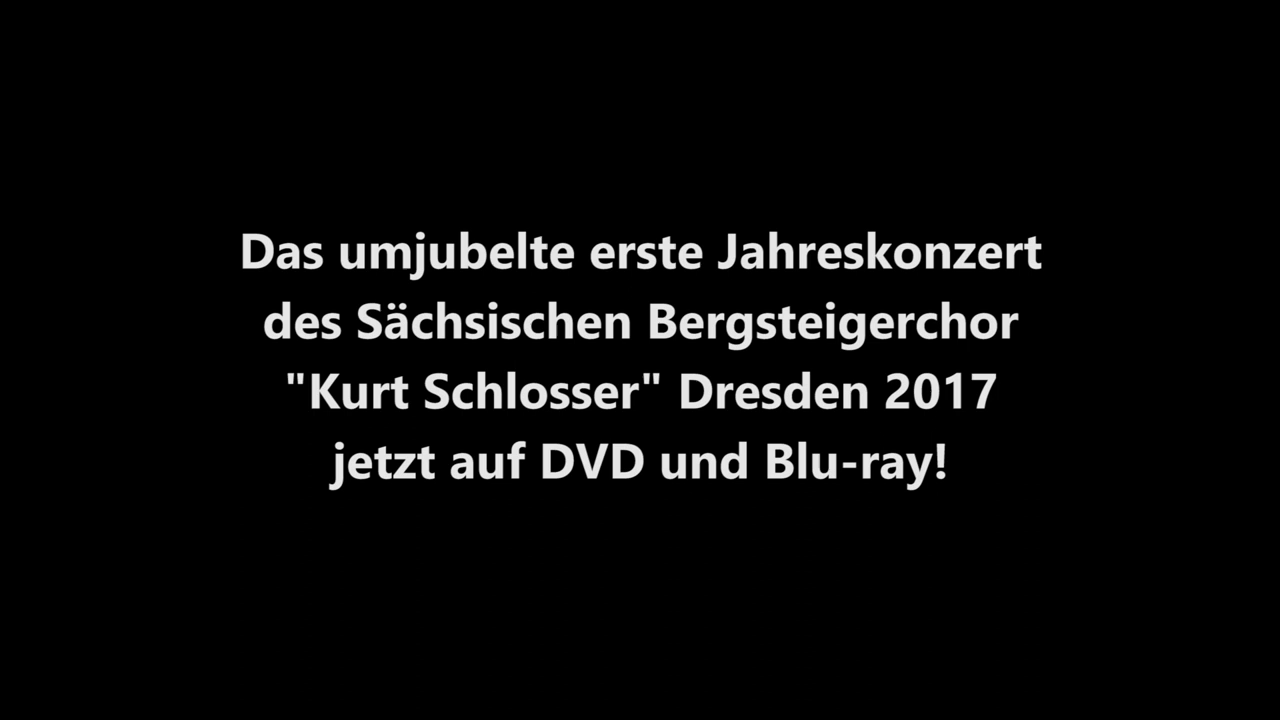 Das umjubelte erste Jahreskonzert
des Sächsischen Bergsteigerchor
"Kurt Schlosser" Dresden 2017
jetzt auf DVD und Blu-ray!